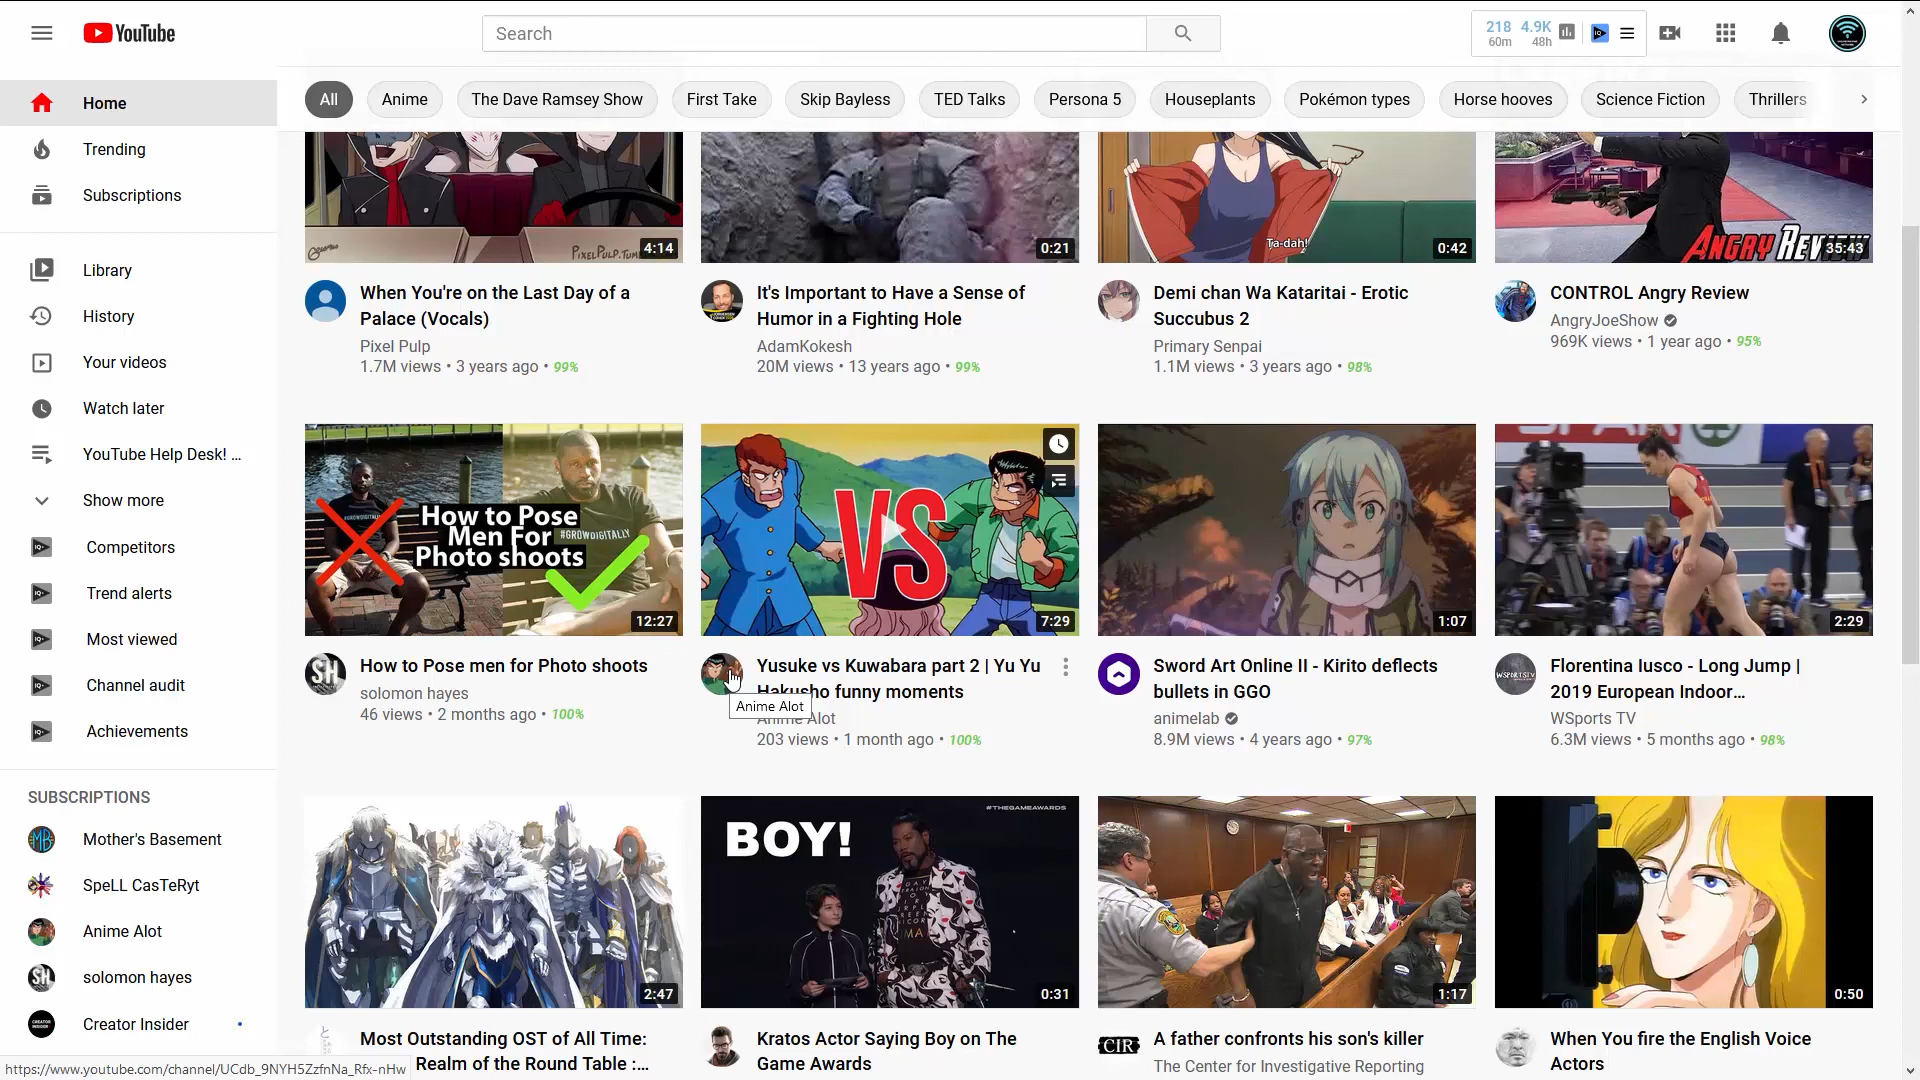 YouTube
Search
218 4.9K
60m 48h
Home
Trending
Subscriptions
Library
History
Your videos
Watch later
YouTube Help Desk! ...
Show more
Competitors
Trend alerts
Most viewed
Channel audit
Achievements
SUBSCRIPTIONS
Mother's Basement
SpeLL CasTeRyt
Anime Alot
solomon hayes
Creator Insider
https://www.youtube.com/channel/UCdb_9NYH5ZzfnNa_Rfx-nHw
All Anime The Dave Ramsey Show First Take Skip Bayless TED Talks Persona 5 Houseplants Pokémon types Horse hooves Science Fiction Thrillers
PIXELPULP.TUM
4:14
When You're on the Last Day of a
Palace (Vocals)
Pixel Pulp
1.7M views • 3 years ago • 99%
0:21
It's Important to Have a Sense of
Humor in a Fighting Hole
AdamKokesh
20M views • 13 years ago • 99%
Ta-dah!
0:42
Demi chan Wa Kataritai - Erotic
Succubus 2
Primary Senpai
1.1M views • 3 years ago • 98%
ANGRY REVIEW
35:43
CONTROL Angry Review
AngryJoeShow
969K views • 1 year ago • 95%
How to Pose
Men For
Photo shoots
#GROWDIGITALLY
12:27
SH
How to Pose men for Photo shoots
solomon hayes
46 views • 2 months ago • 100%
VS
7:29
Yusuke vs Kuwabara part 2 | Yu Yu
Hakusho funny moments
Anime Alot
Anime Alot
203 views • 1 month ago • 100%
1:07
Sword Art Online II - Kirito deflects
bullets in GGO
animelab
8.9M views • 4 years ago • 97%
2:29
WSPORTSTV
Florentina Iusco - Long Jump |
2019 European Indoor...
WSports TV
6.3M views • 5 months ago • 98%
2:47
Most Outstanding OST of All Time:
Realm of the Round Table :...
#THEGAMEAWARDS
BOY!
0:31
Kratos Actor Saying Boy on The
Game Awards
1:17
CIR
A father confronts his son's killer
The Center for Investigative Reporting
0:50
When You fire the English Voice
Actors